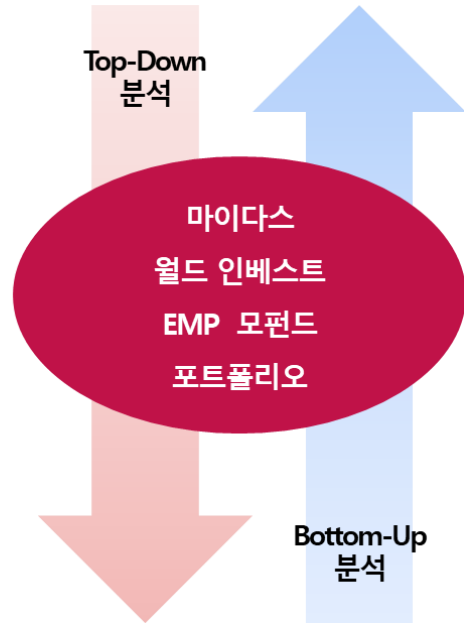 Top-Down
분석
마이다스
월드 인베스트
EMP 모펀드
포트폴리오
Bottom-Up
분석